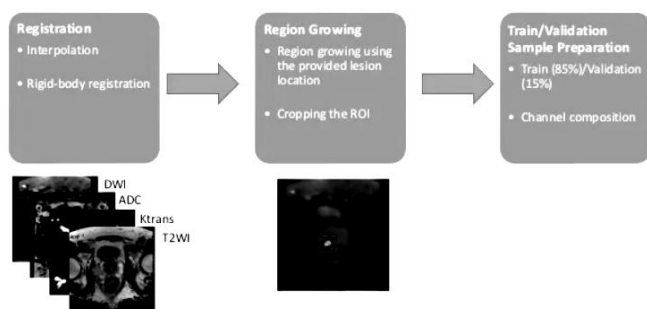 Registration
• Interpolation
• Rigid-body registration
Region Growing
• Region growing using
the provided lesion
location
• Cropping the ROI
Train/Validation
Sample Preparation
• Train (85%)/Validation
(15%)
• Channel composition
DWI
ADC
Ktrans
T2WI